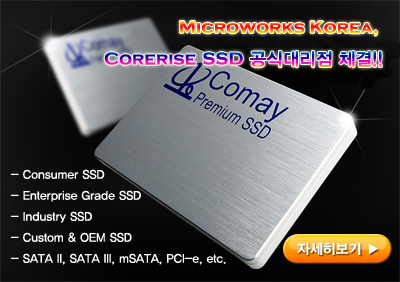 Microworks Korea,
Corerise SSD 공식대리점 체결!!
Comay
Comay
Premium SSD
– Consumer SSD
– Enterprise Grade SSD
– Industry SSD
– Custom & OEM SSD
– SATA II, SATA III, mSATA, PCI-e, etc.
자세히보기